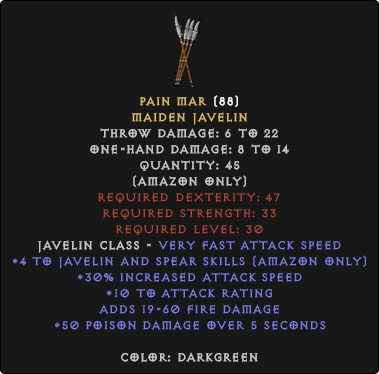 PAIN MAR (88)
MAIDEN JAVELIN
THROW DAMAGE: 6 TO 22
ONE-HAND DAMAGE: 8 TO 14
QUANTITY: 45
(AMAZON ONLY)
REQUIRED DEXTERITY: 47
REQUIRED STRENGTH: 33
REQUIRED LEVEL: 30
JAVELIN CLASS - VERY FAST ATTACK SPEED
+4 TO JAVELIN AND SPEAR SKILLS (AMAZON ONLY)
+30% INCREASED ATTACK SPEED
+10 TO ATTACK RATING
ADDS 19-60 FIRE DAMAGE
+50 POISON DAMAGE OVER 5 SECONDS
COLOR: DARKGREEN